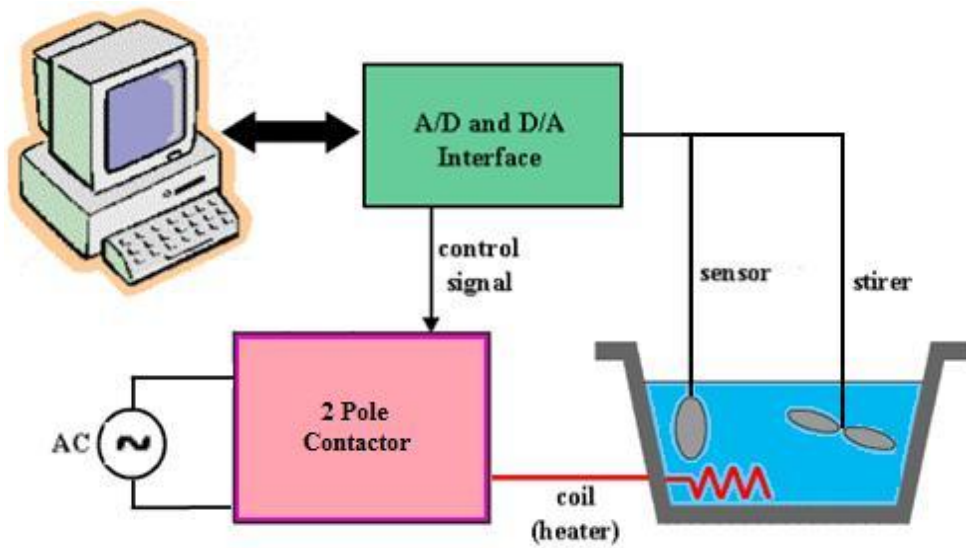 A/D and D/A
Interface
control
signal
sensor
stirer
2 Pole
Contactor
AC
coil
(heater)